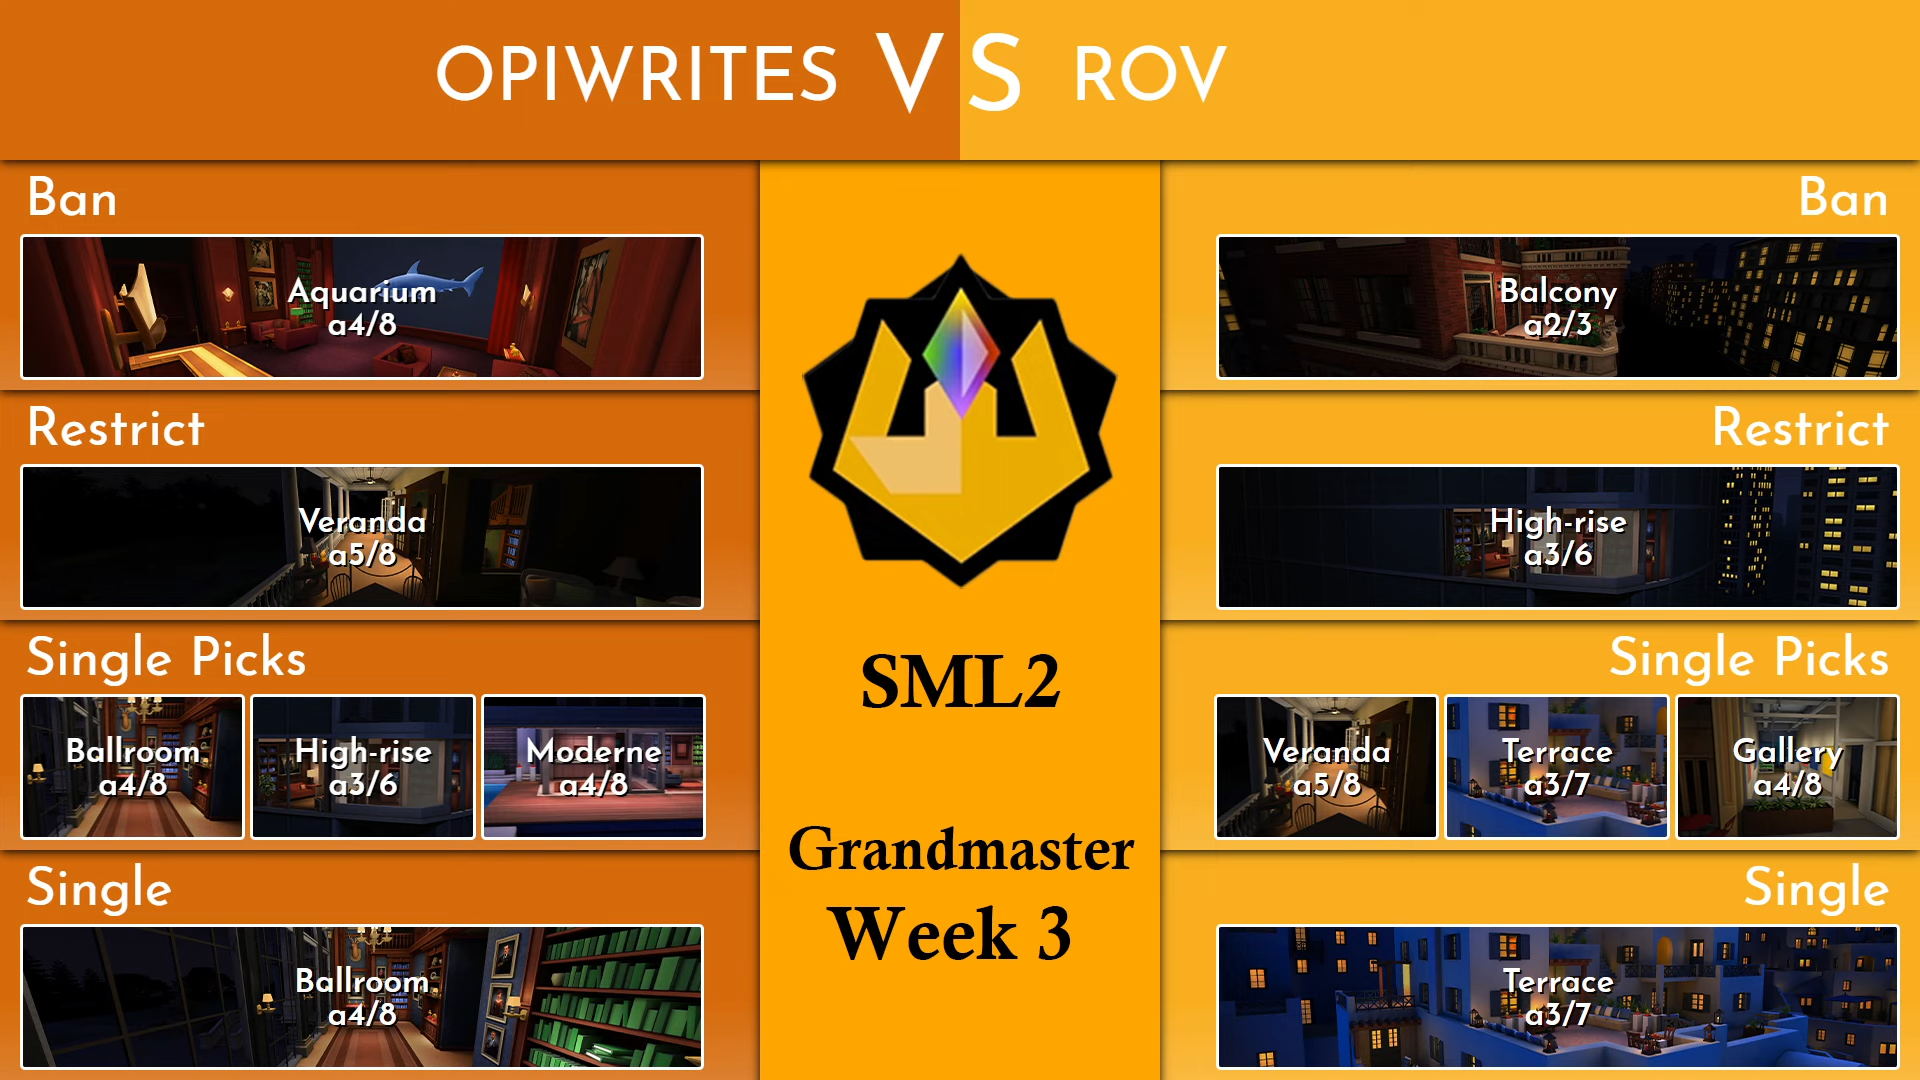 OPIWRITES VS ROV
Ban
Aquarium
a4/8
Restrict
Veranda
a5/8
Single Picks
Ballroom
a4/8
High-rise
a3/6
Moderne
a4/8
Single
Ballroom
a4/8
SML2
Grandmaster
Week 3
Ban
Balcony
a2/3
Restrict
High-rise
a3/6
Single Picks
Veranda
a5/8
Terrace
a3/7
Gallery
a4/8
Single
Terrace
a3/7